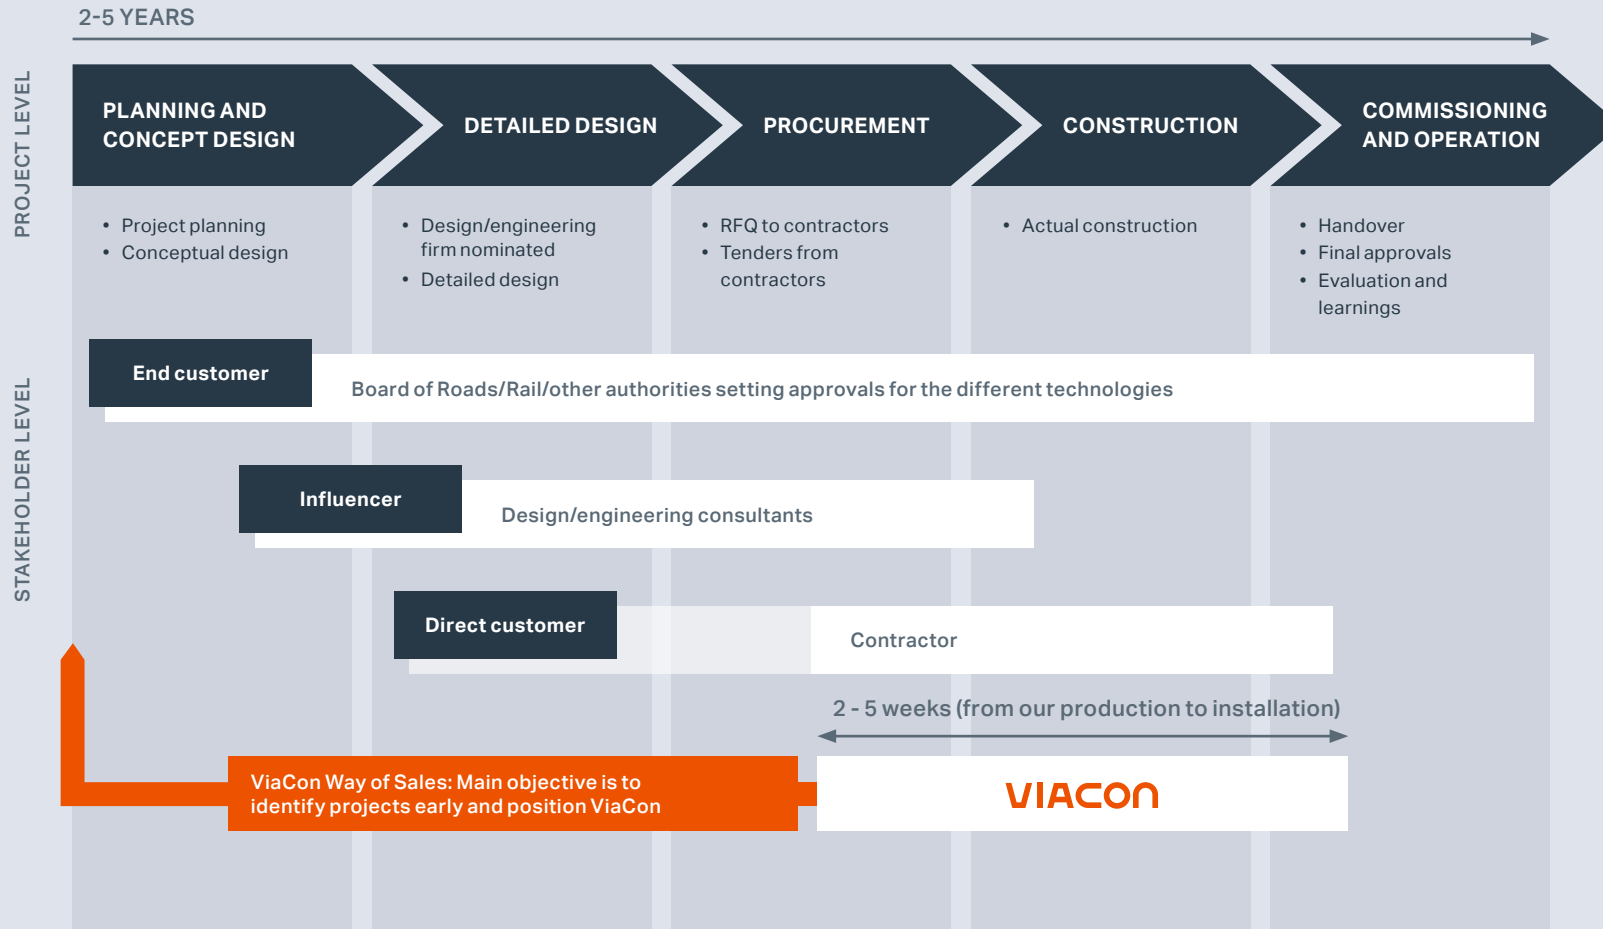 2-5 YEARS
PROJECT LEVEL
PLANNING AND
CONCEPT DESIGN
DETAILED DESIGN
PROCUREMENT
CONSTRUCTION
COMMISSIONING
AND OPERATION
• Project planning
• Conceptual design
• Design/engineering
firm nominated
• Detailed design
• RFQ to contractors
• Tenders from
contractors
• Actual construction
• Handover
• Final approvals
• Evaluation and
learnings
STAKEHOLDER LEVEL
End customer
Board of Roads/Rail/other authorities setting approvals for the different technologies
Influencer
Design/engineering consultants
Direct customer
Contractor
2 - 5 weeks (from our production to installation)
ViaCon Way of Sales: Main objective is to
identify projects early and position ViaCon
VIACON